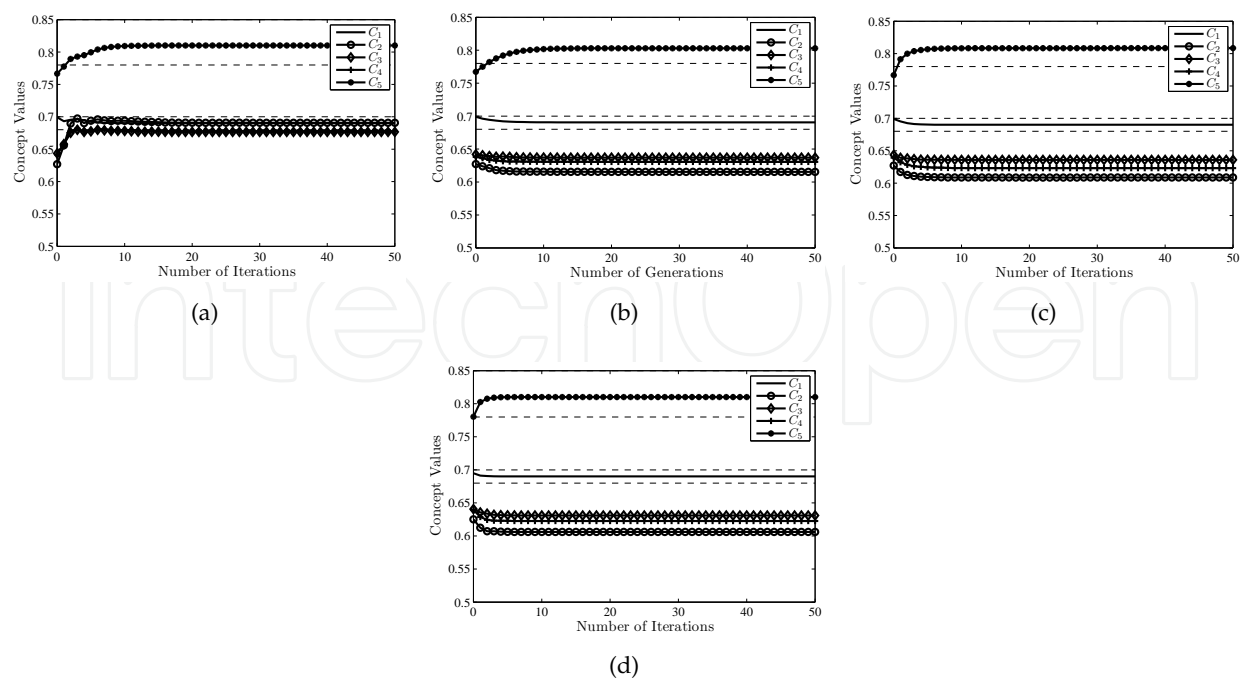 0.85
0.8
0.75
0.7
0.65
0.6
0.55
0.5
0 10 20 30 40 50
Concept Values
Number of Iterations
C1
C2
C3
C4
C5
(a)
0.85
0.8
0.75
0.7
0.65
0.6
0.55
0.5
0 10 20 30 40 50
Concept Values
Number of Generations
C1
C2
C3
C4
C5
(b)
0.85
0.8
0.75
0.7
0.65
0.6
0.55
0.5
0 10 20 30 40 50
Concept Values
Number of Iterations
C1
C2
C3
C4
C5
(c)
intechOpen
0.85
0.8
0.75
0.7
0.65
0.6
0.55
0.5
0 10 20 30 40 50
Concept Values
Number of Iterations
C1
C2
C3
C4
C5
(d)